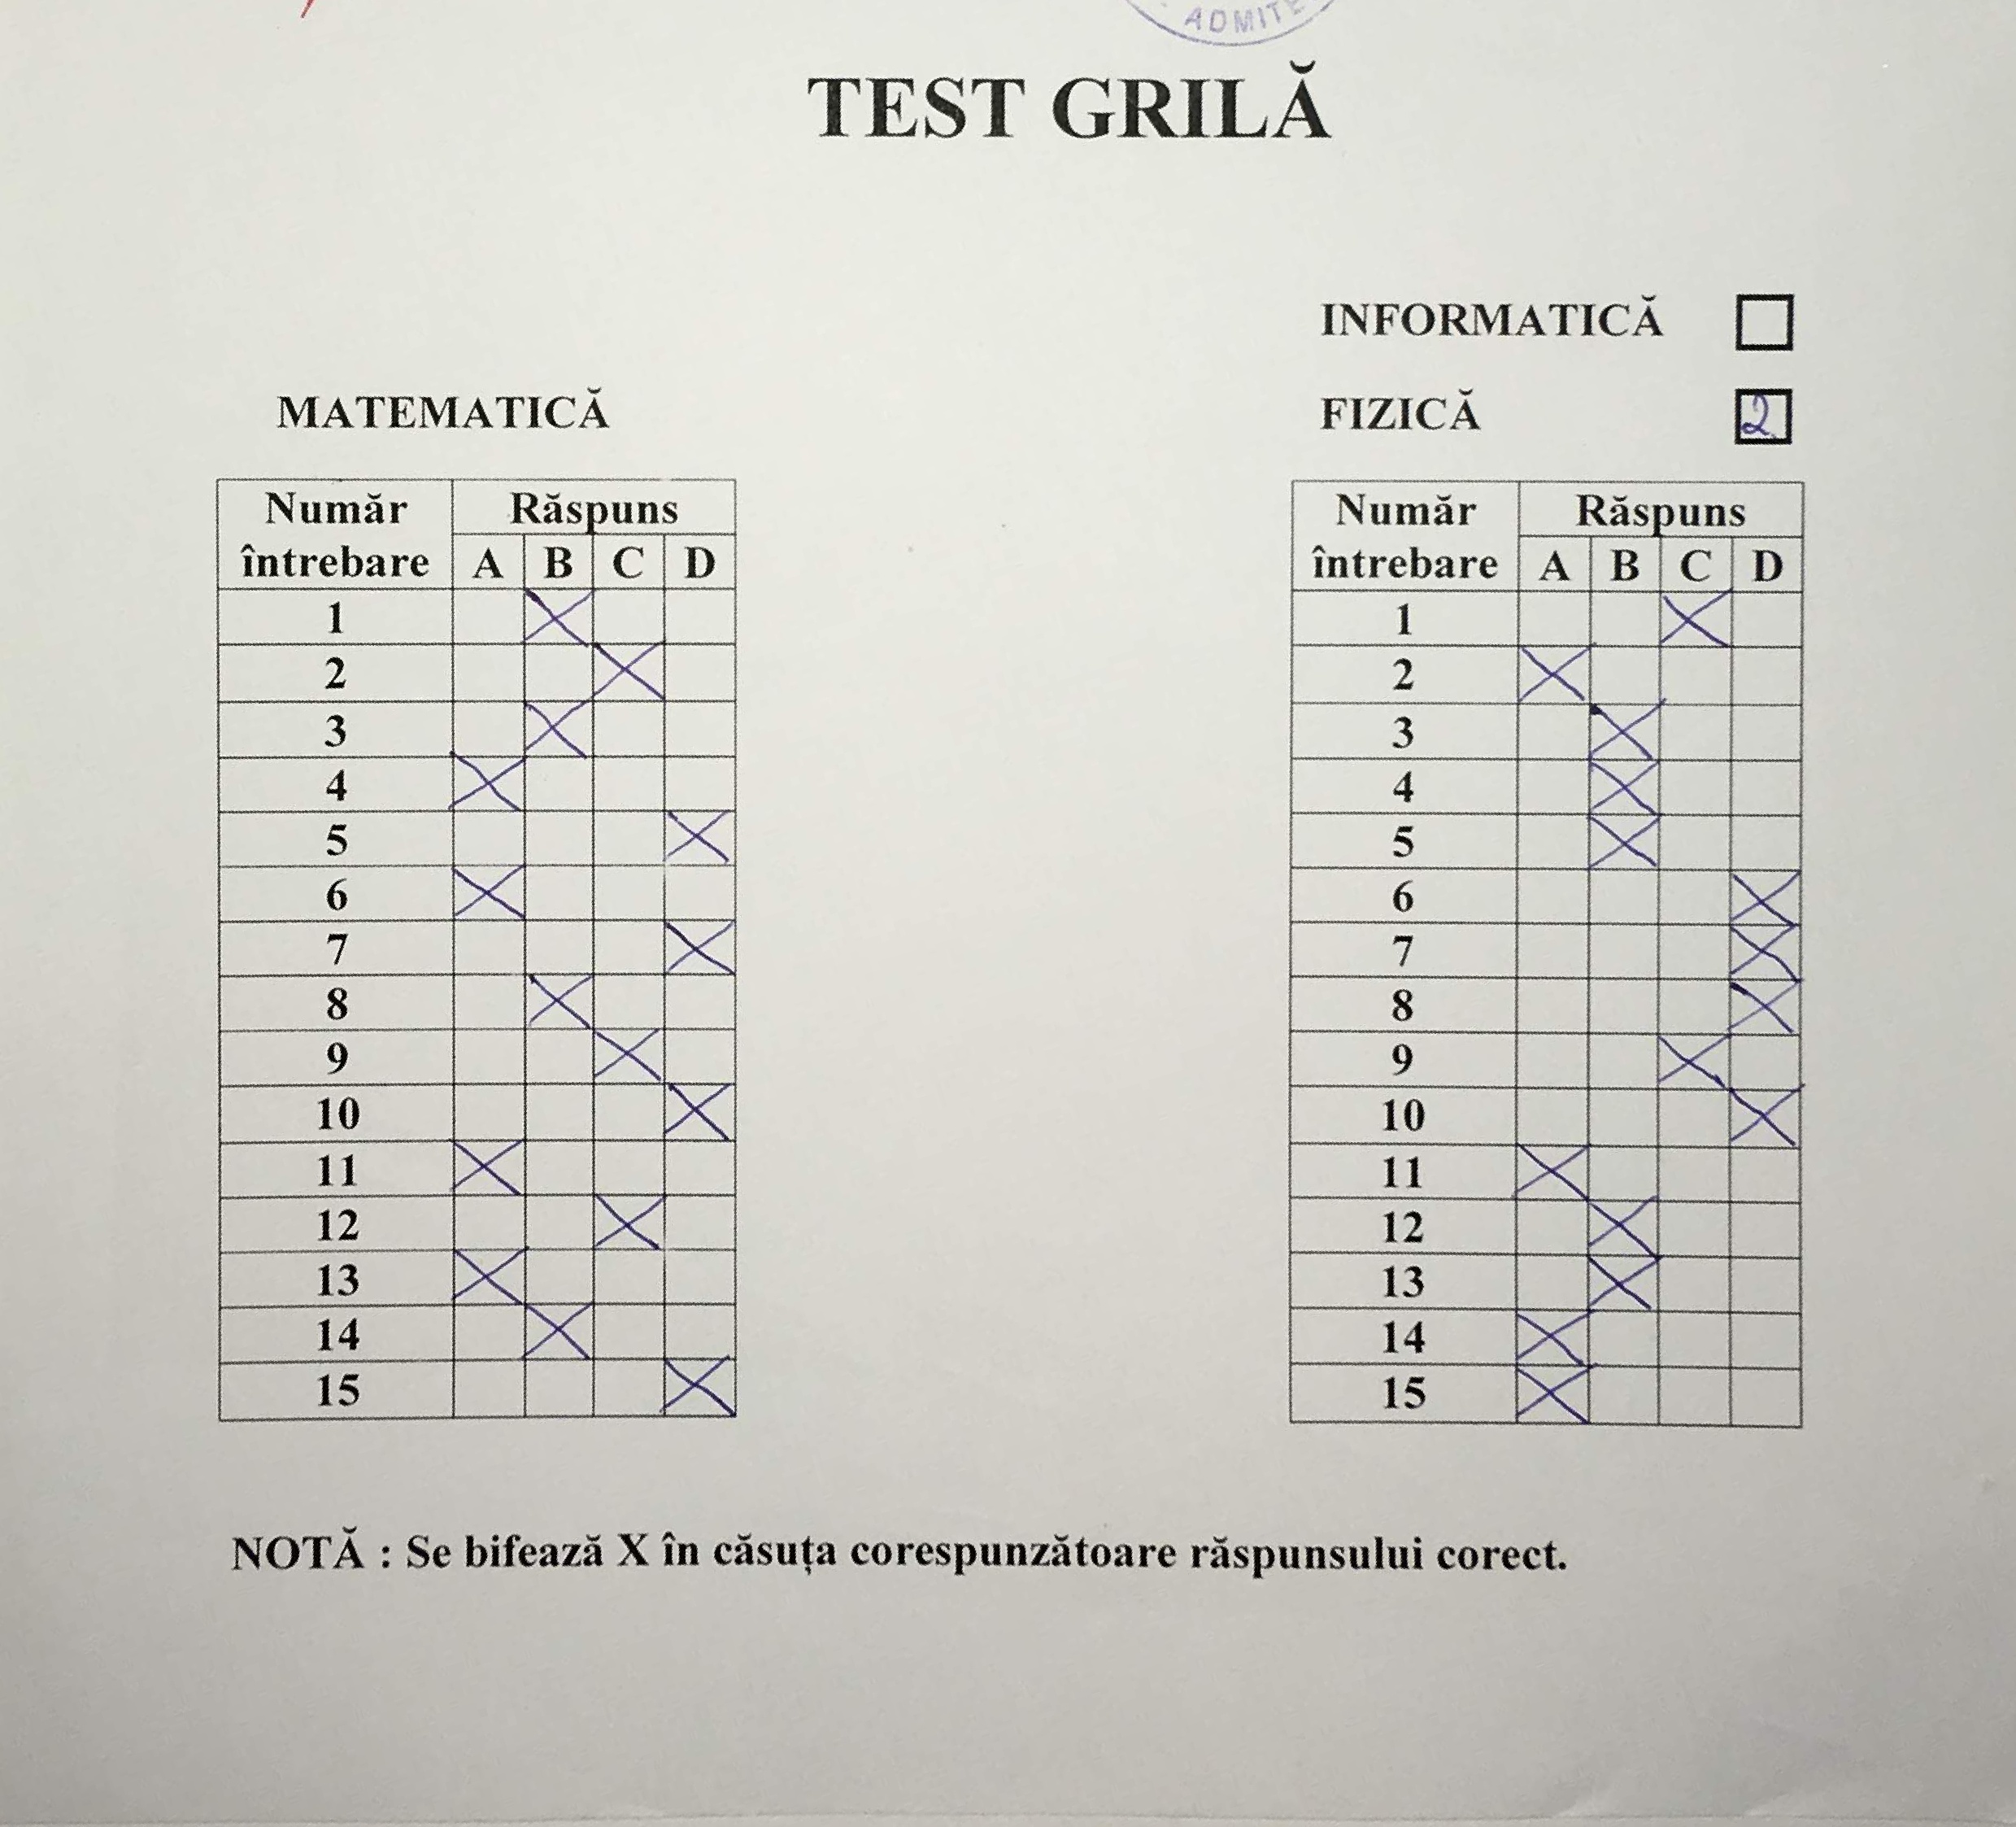 ADMITE
TEST GRILĂ
INFORMATICĂ
MATEMATICĂ
FIZICĂ 2
Număr Răspuns
întrebare A B C D
1 X
2 X
3 X
4 X
5 X
6 X
7 X
8 X
9 X
10 X
11 X
12 X
13 X
14 X
15 X
Număr Răspuns
întrebare A B C D
1 X
2 X
3 X
4 X
5 X
6 X
7 X
8 X
9 X
10 X
11 X
12 X
13 X
14 X
15 X
NOTĂ : Se bifează X în căsuța corespunzătoare răspunsului corect.